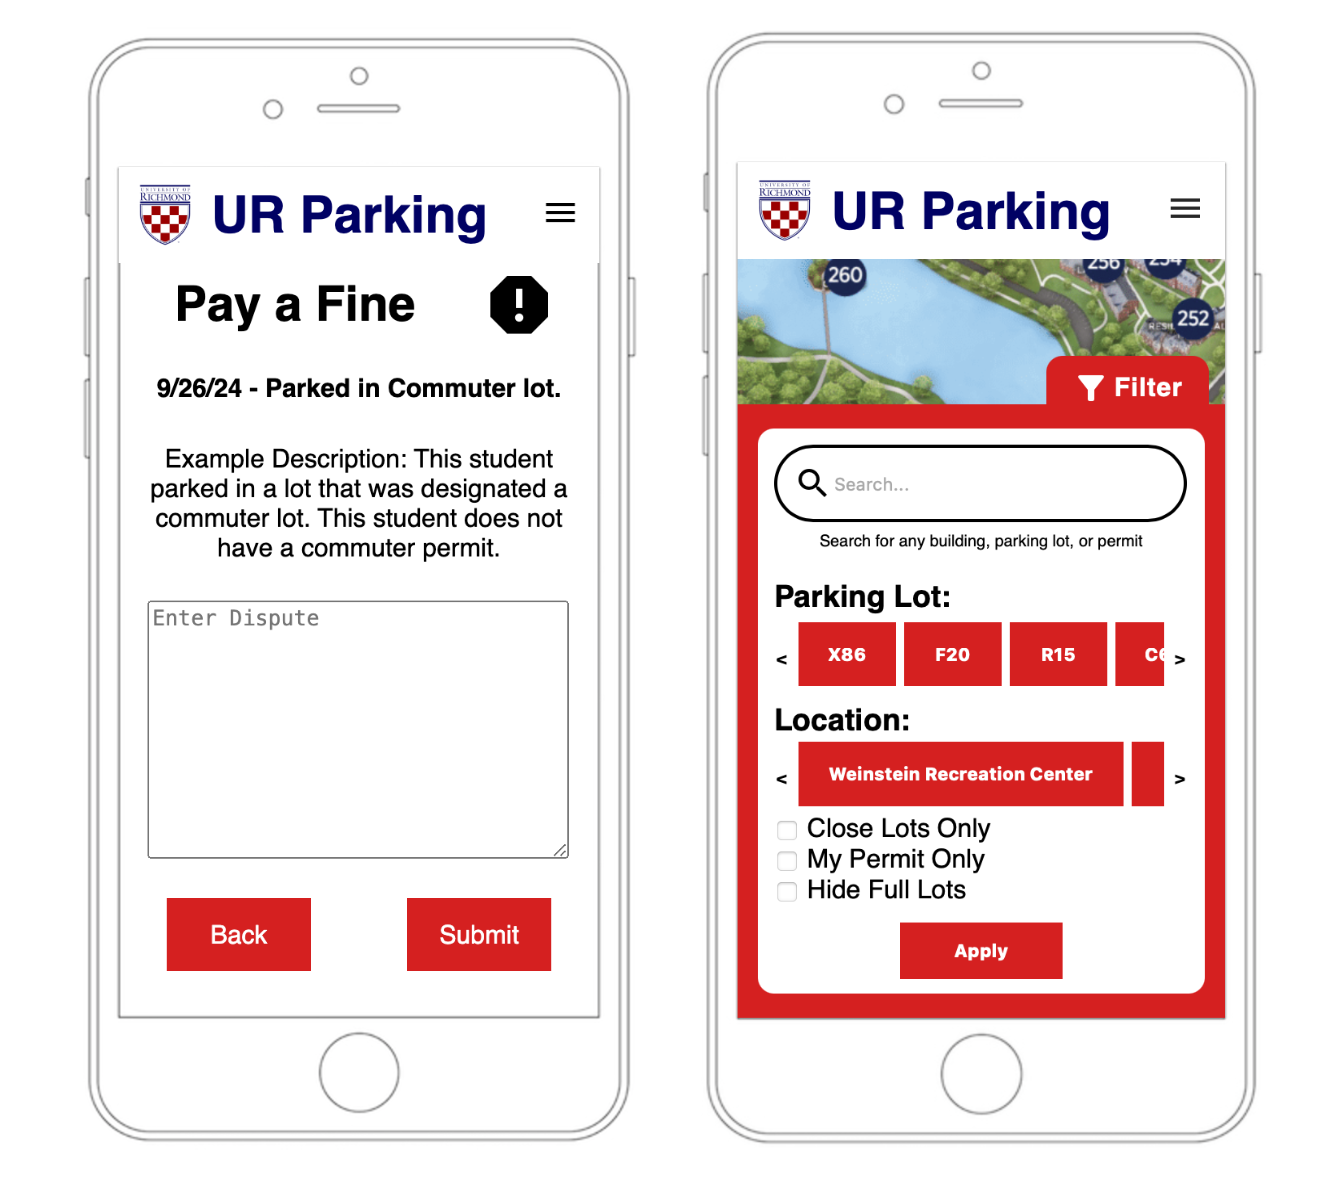 UNIVERSITY OF
RICHMOND
UR Parking
Pay a Fine
!
9/26/24 - Parked in Commuter lot.
Example Description: This student
parked in a lot that was designated a
commuter lot. This student does not
have a commuter permit.
Enter Dispute
Back
Submit
UNIVERSITY OF
RICHMOND
UR Parking
260
256
254
252
Filter
Search...
Search for any building, parking lot, or permit
Parking Lot:
< X86 F20 R15 C6 >
Location:
< Weinstein Recreation Center >
Close Lots Only
My Permit Only
Hide Full Lots
Apply